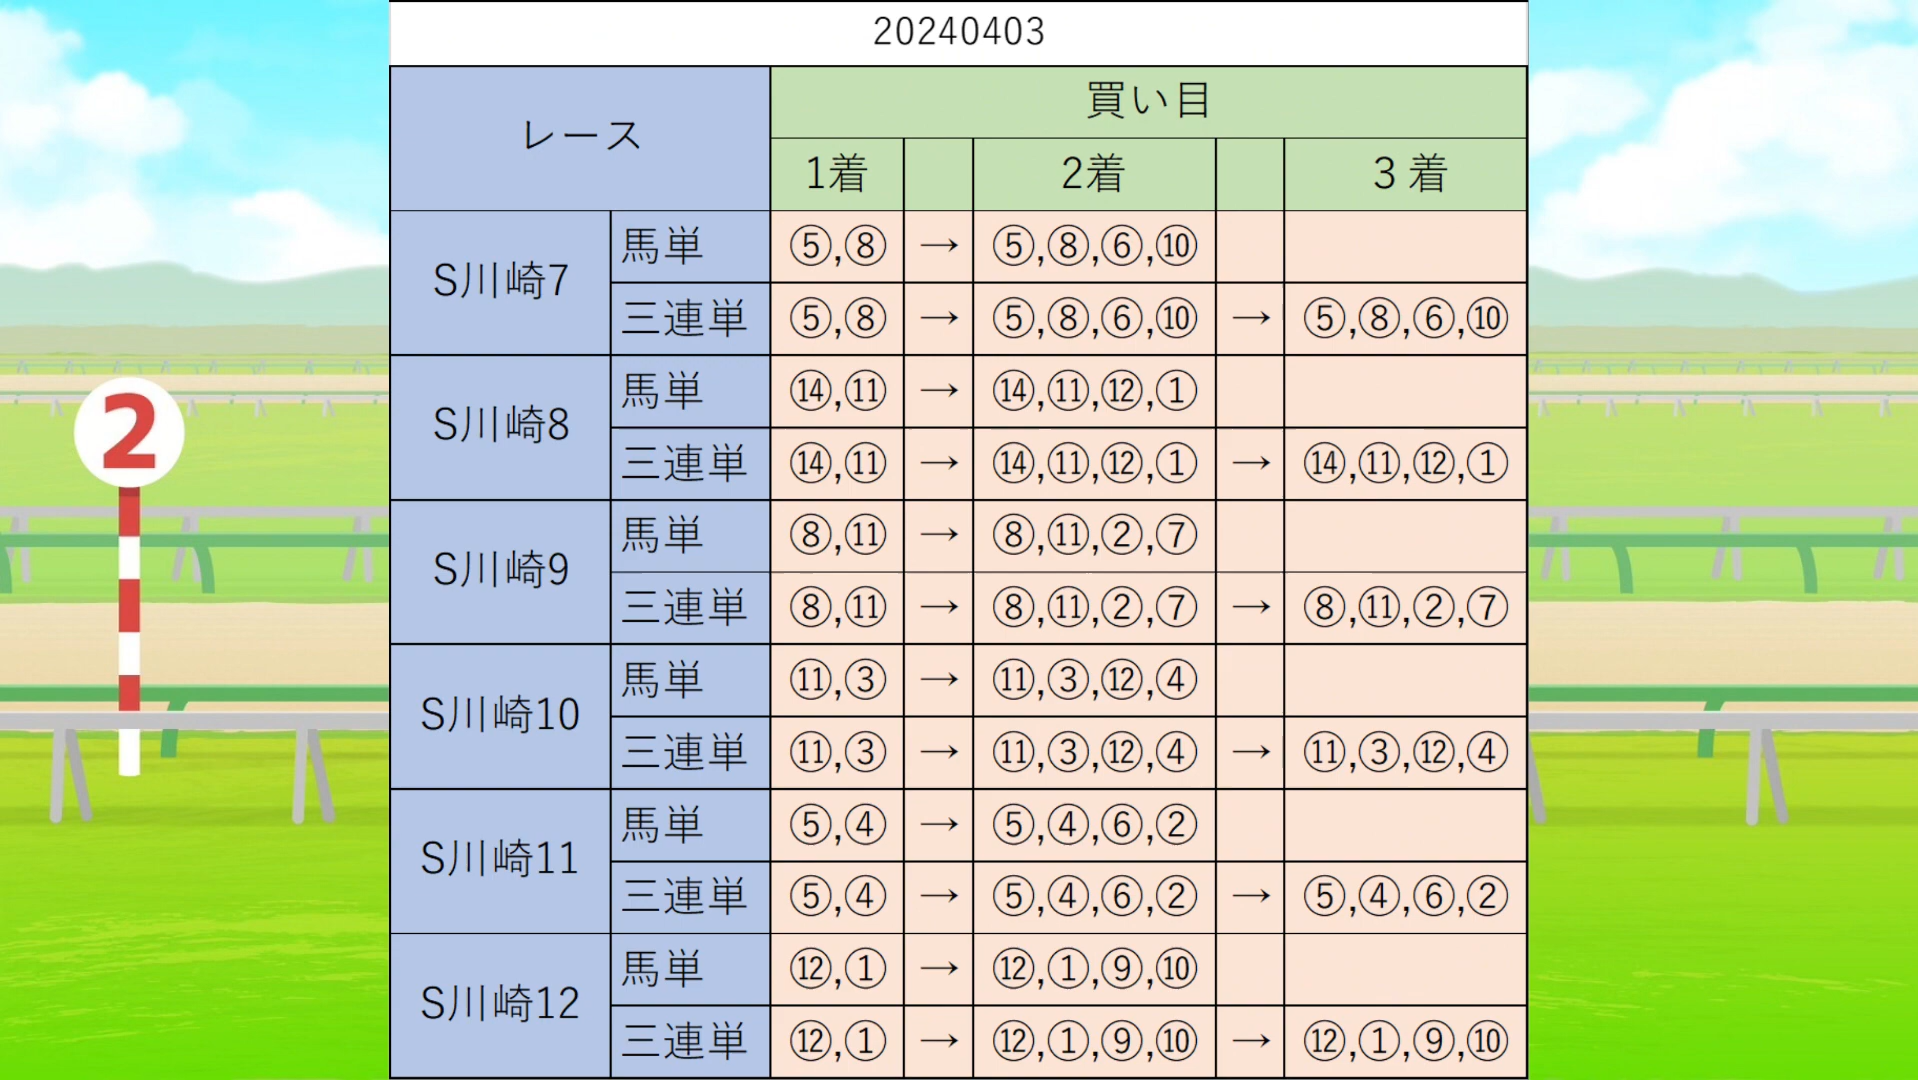 20240403
レース 買い目
1着 2着 3着
S川崎7 馬単 ⑤,⑧ → ⑤,⑧,⑥,⑩
三連単 ⑤,⑧ → ⑤,⑧,⑥,⑩ → ⑤,⑧,⑥,⑩
S川崎8 馬単 ⑭,⑪ → ⑭,⑪,⑫,①
三連単 ⑭,⑪ → ⑭,⑪,⑫,① → ⑭,⑪,⑫,①
S川崎9 馬単 ⑧,⑪ → ⑧,⑪,②,⑦
三連単 ⑧,⑪ → ⑧,⑪,②,⑦ → ⑧,⑪,②,⑦
S川崎10 馬単 ⑪,③ → ⑪,③,⑫,④
三連単 ⑪,③ → ⑪,③,⑫,④ → ⑪,③,⑫,④
S川崎11 馬単 ⑤,④ → ⑤,④,⑥,②
三連単 ⑤,④ → ⑤,④,⑥,② → ⑤,④,⑥,②
S川崎12 馬単 ⑫,① → ⑫,①,⑨,⑩
三連単 ⑫,① → ⑫,①,⑨,⑩ → ⑫,①,⑨,⑩
2